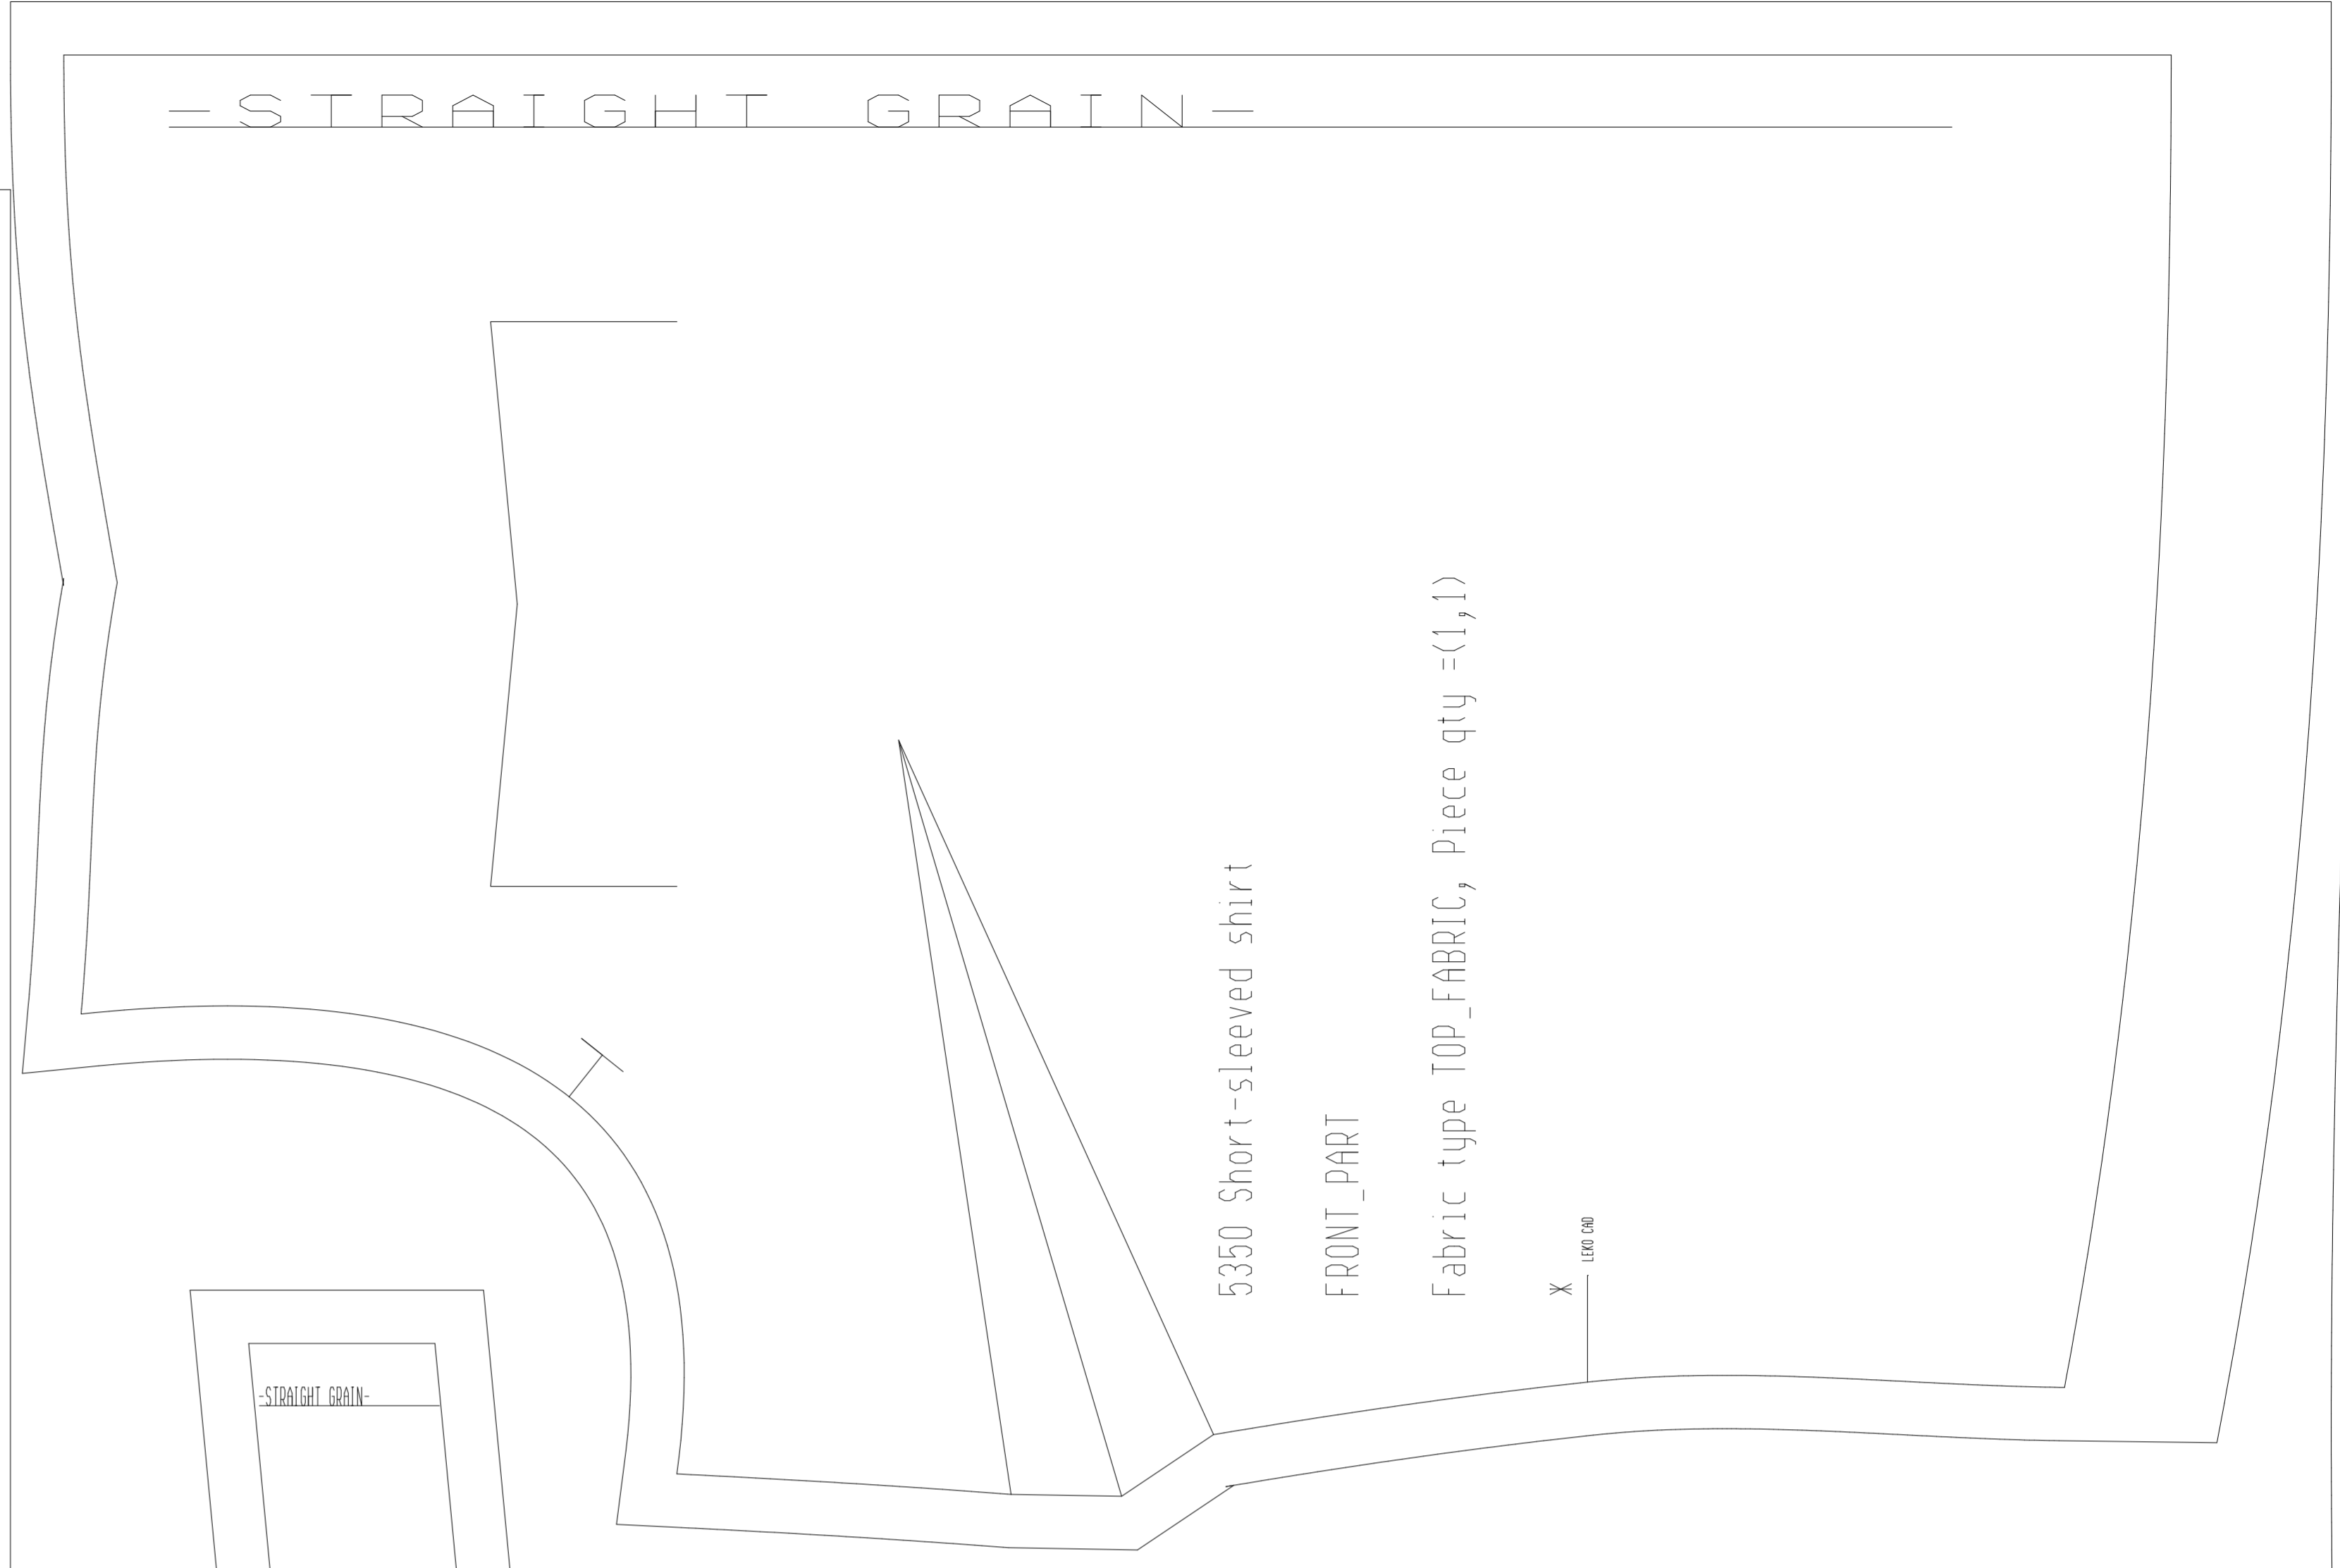 -STRAIGHT GRAIN-
5350 Short-sleeved shirt
FRONT_PART
Fabric type TOP_FABRIC, Piece qty =(1,1)
LEKO CAD
-STRAIGHT GRAIN-